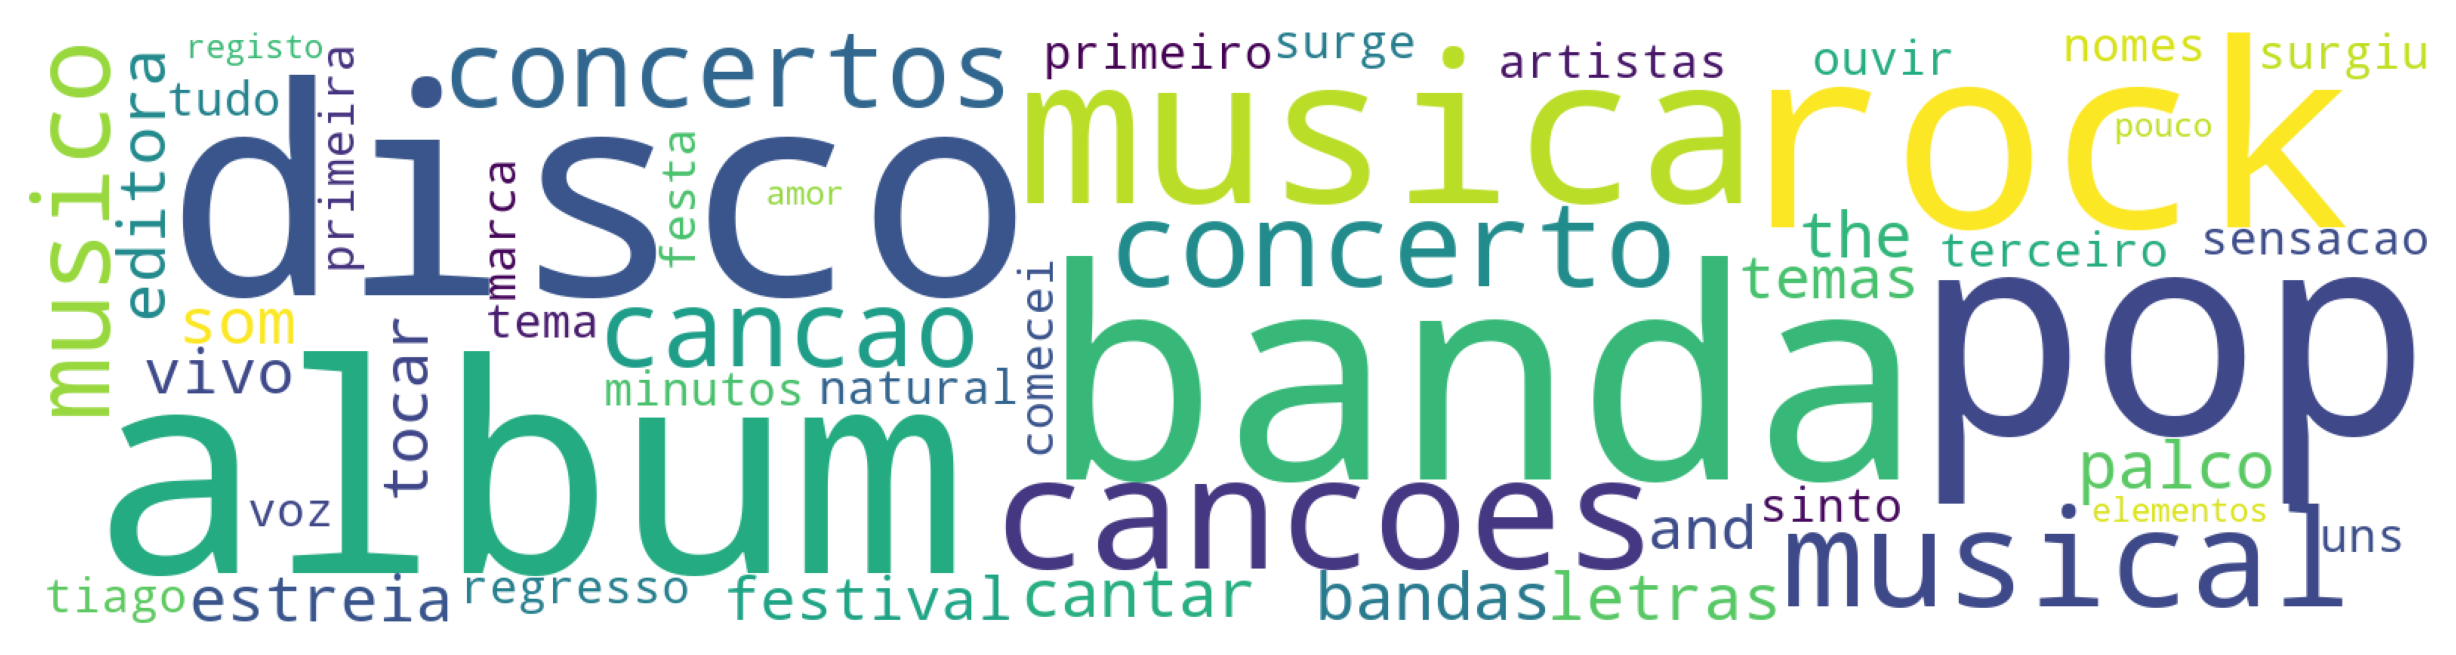 registo
concertos
primeiro
surge
artistas
ouvir
nomes
surgiu
musico
editora
tudo
primeira
disco
musica
rock
pouco
marca
festa
amor
concerto
the
terceiro
sensacao
temas
som
tema
cancao
comecei
banda
pop
vivo
tocar
minutos
natural
album
voz
cancoes
and
sinto
palco
elementos
musical
uns
tiago
estreia
regresso
festival
cantar
bandas
letras